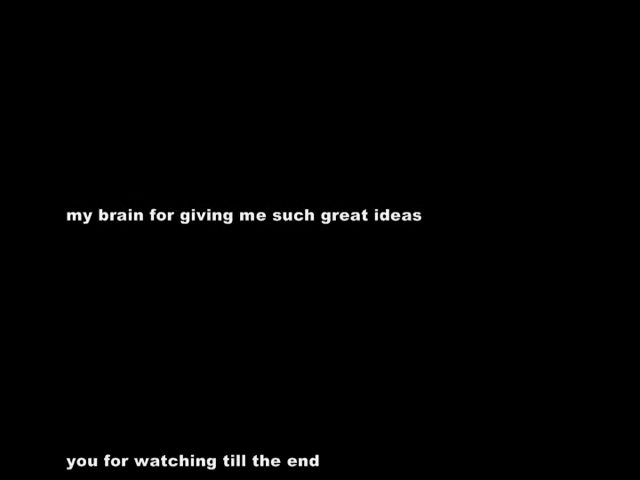 my brain for giving me such great ideas
you for watching till the end